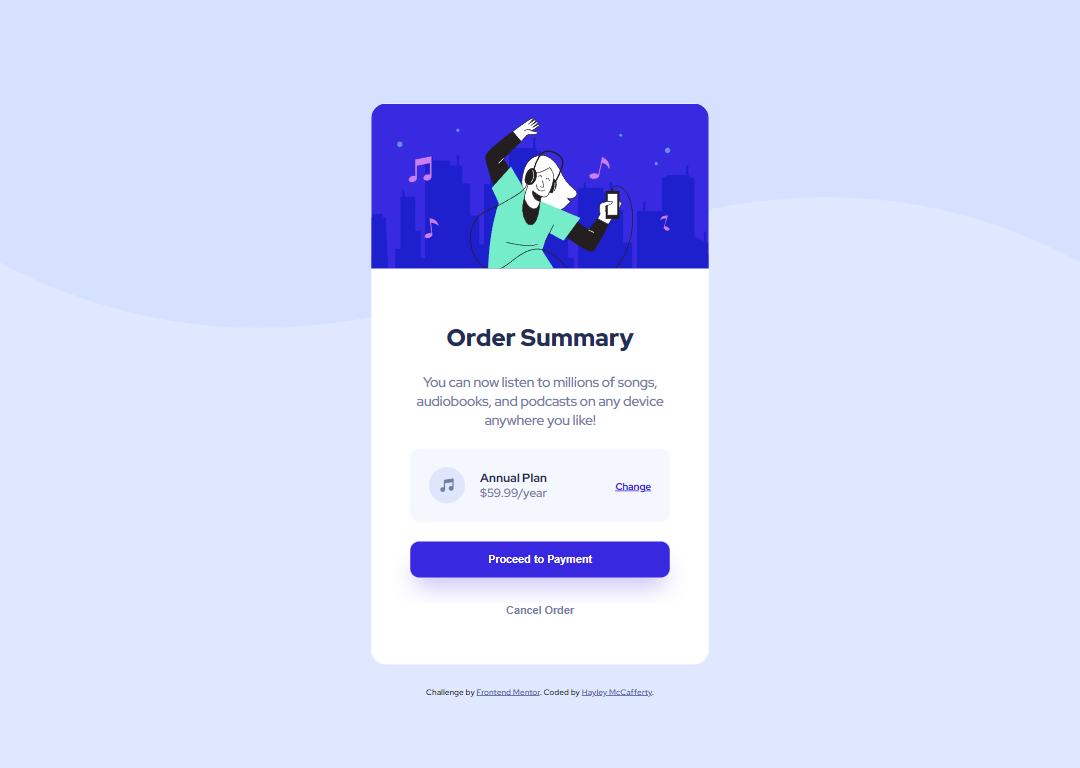 Order Summary
You can now listen to millions of songs,
audiobooks, and podcasts on any device
anywhere you like!
Annual Plan
$59.99/year
Change
Proceed to Payment
Cancel Order
Challenge by Frontend Mentor. Coded by Hayley McCafferty.